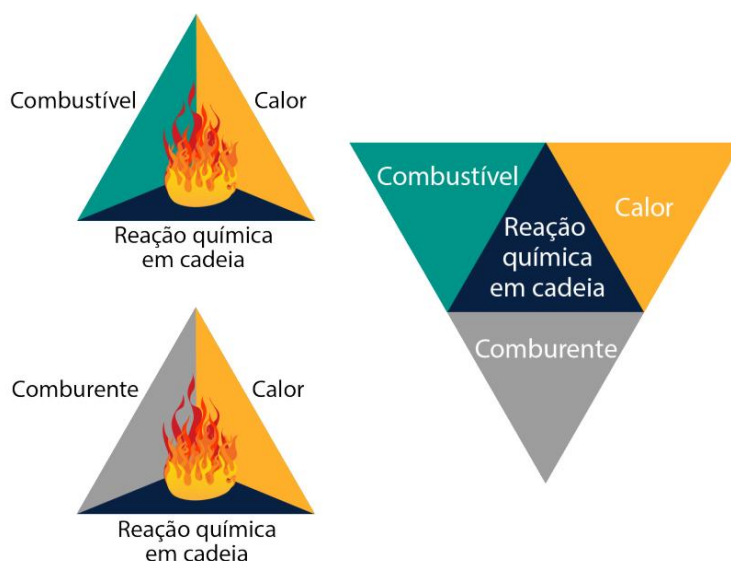 Combustível
Calor
Reação química
em cadeia
Comburente
Calor
Reação química
em cadeia
Combustível
Calor
Reação
química
em cadeia
Comburente